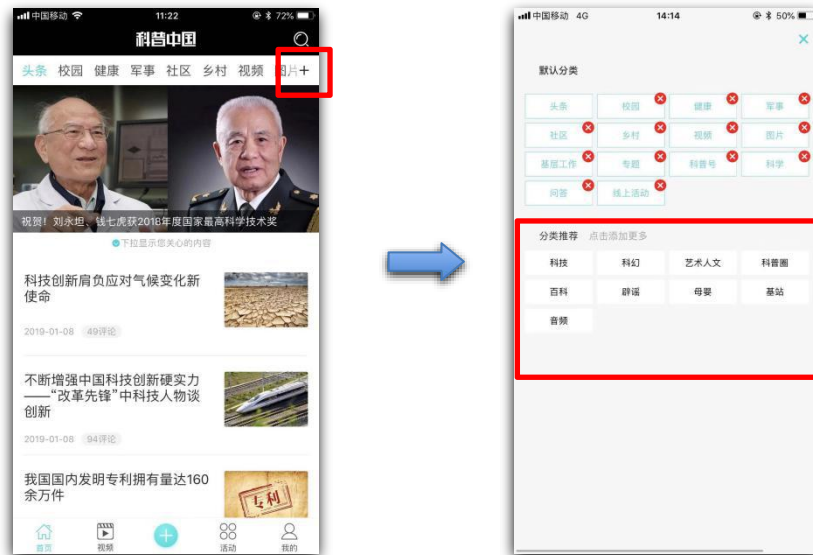 中国移动 11:22 72%
科普中国
头条 校园 健康 军事 社区 乡村 视频 图片+
祝贺！刘永坦、钱七虎获2018年度国家最高科学技术奖
下拉显示您关心的内容
科技创新肩负应对气候变化新
使命
2019-01-08 49评论
不断增强中国科技创新硬实力
——“改革先锋”中科技人物谈
创新
2019-01-08 94评论
我国国内发明专利拥有量达160
余万件
专利
首页 视频 活动 我的
中国移动 4G 14:14 50%
默认分类
头条 校园 健康 军事
社区 乡村 视频 图片
基层工作 专题 科普号 科学
问答 线上活动
分类推荐 点击添加更多
科技 科幻 艺术人文 科普圈
百科 辟谣 母婴 基站
音频